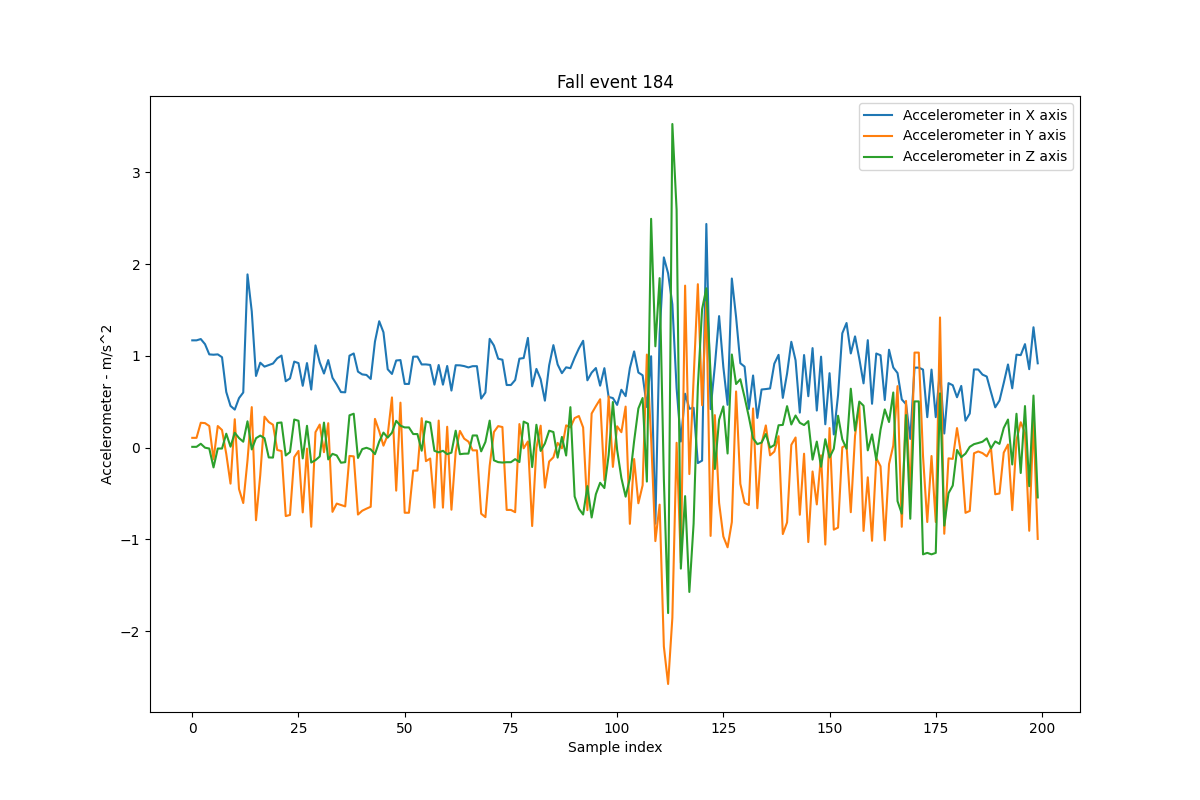 Fall event 184
Accelerometer in X axis
Accelerometer in Y axis
Accelerometer in Z axis
Accelerometer - m/s^2
3
2
1
0
−1
−2
0 25 50 75 100 125 150 175 200
Sample index